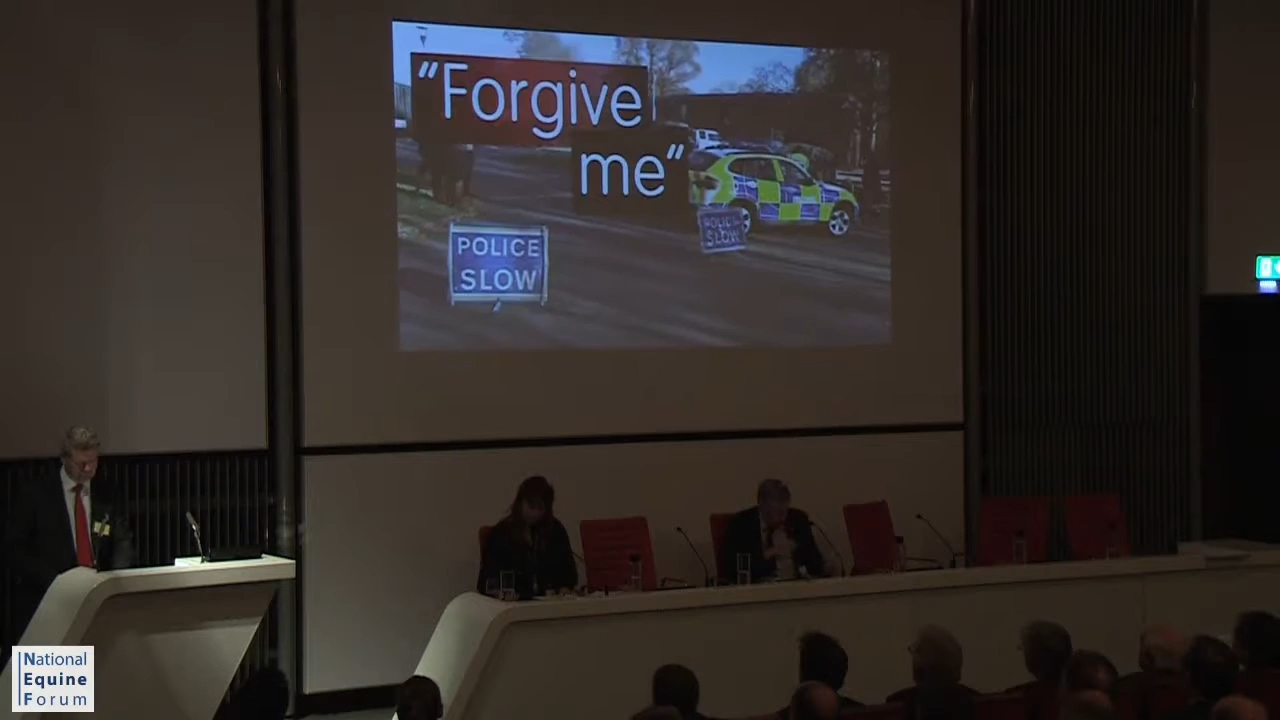 “Forgive
me“
POLICE
SLOW
POLICE
SLOW
National
Equine
Forum